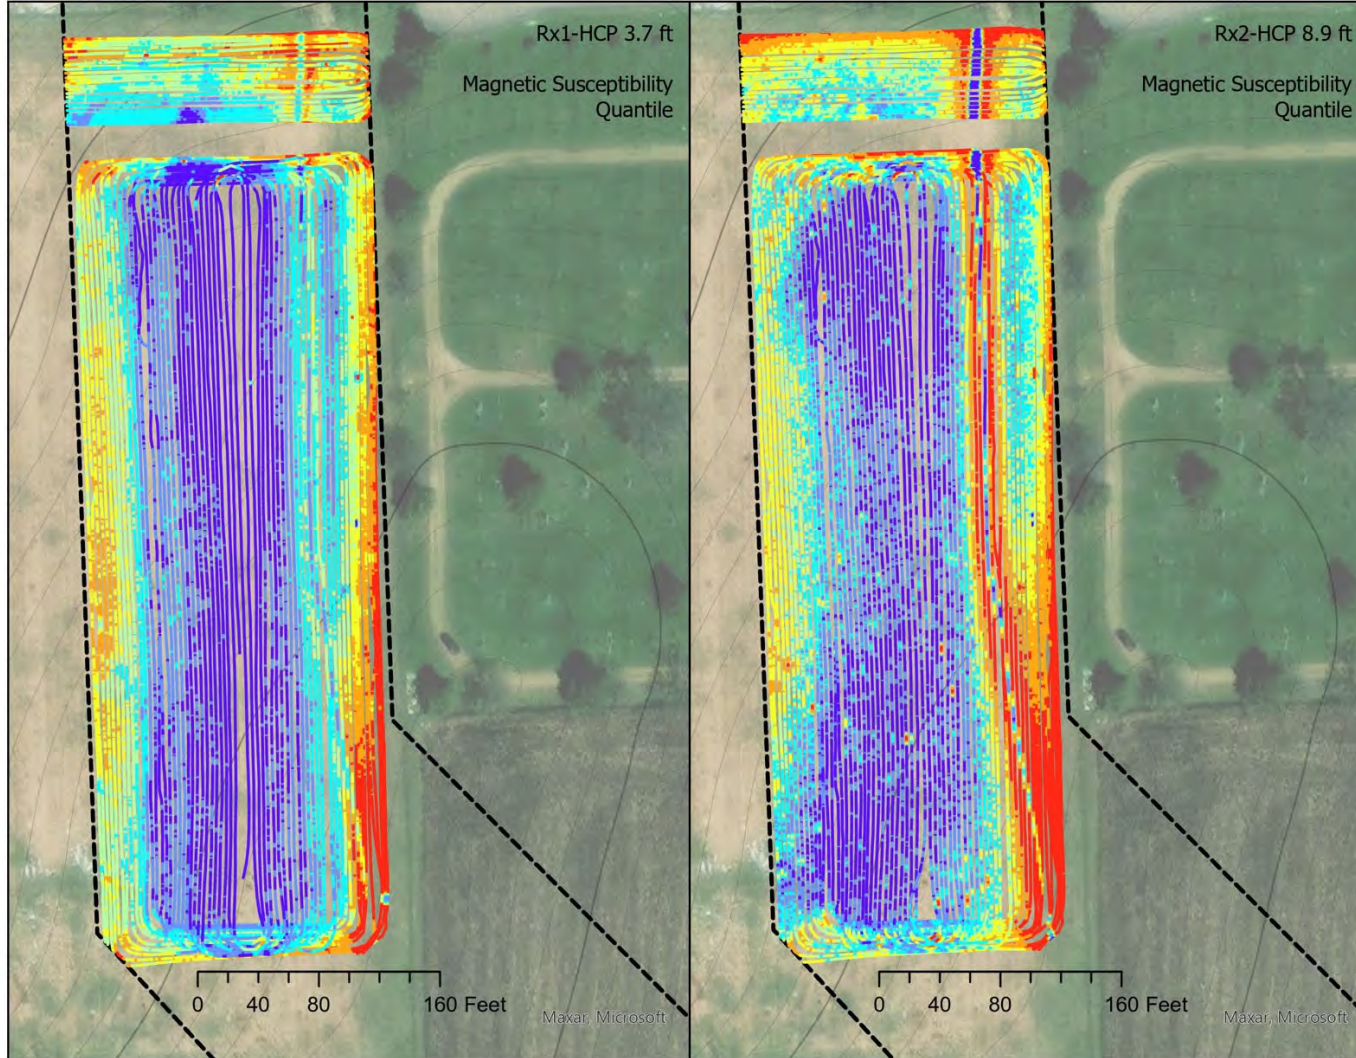 Rx1-HCP 3.7 ft
Magnetic Susceptibility
Quantile
0 40 80 160 Feet
Maxar, Microsoft
Rx2-HCP 8.9 ft
Magnetic Susceptibility
Quantile
0 40 80 160 Feet
Maxar, Microsoft